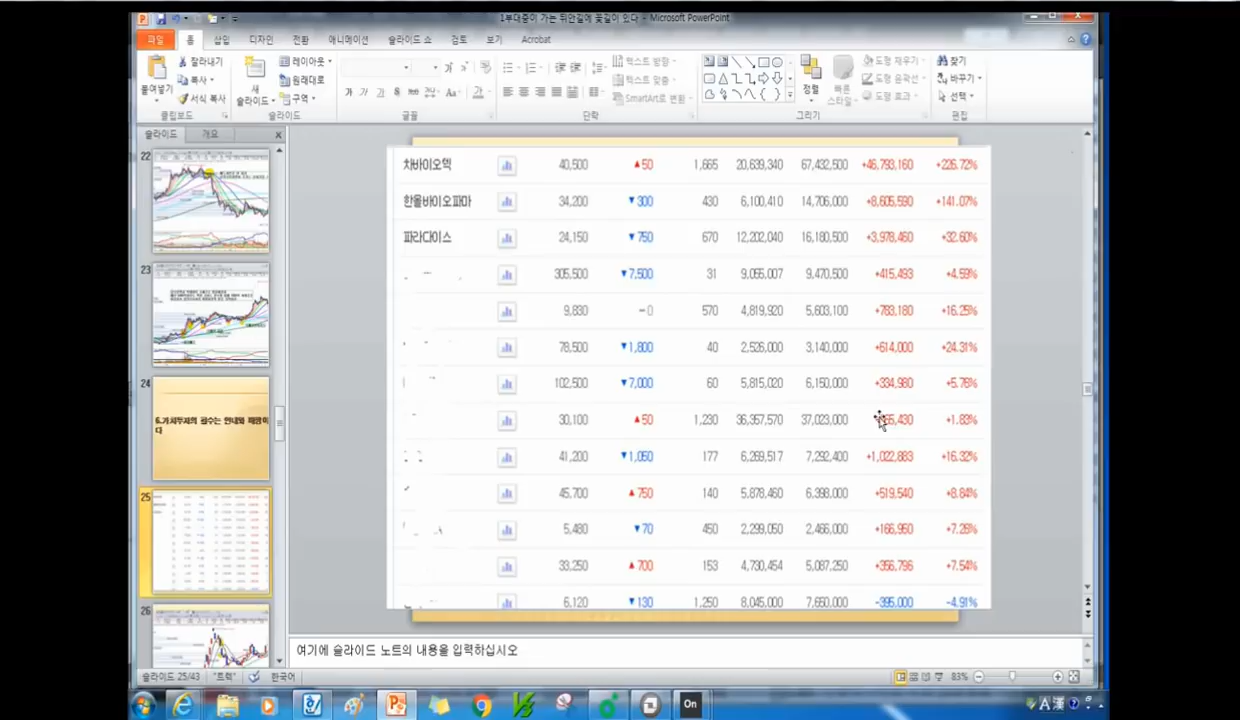 1부대중이 가는 뒤안길에 꽃길이 있다 - Microsoft PowerPoint
파일 홈 삽입 디자인 전환 애니메이션 슬라이드 쇼 검토 보기 Acrobat
붙여넣기 잘라내기 복사 서식 복사
새 슬라이드 레이아웃 원래대로 구역
텍스트 방향 텍스트 맞춤 SmartArt로 변환
정렬 빠른 스타일 도형 채우기 도형 윤곽선 도형 효과
찾기 바꾸기 선택
클립보드 슬라이드 글꼴 단락 그리기 편집
슬라이드 개요
22
23
24
6.가치투자의 필수는 인내와 희망이다
25
26
차바이오텍 40,500 ▲50 1,665 20,639,340 67,432,500 +46,793,160 +226.72%
한올바이오파마 34,200 ▼300 430 6,100,410 14,706,000 +8,605,590 +141.07%
파라다이스 24,150 ▼750 670 12,202,040 16,180,500 +3,978,460 +32.60%
305,500 ▼7,500 31 9,055,007 9,470,500 +415,493 +4.59%
9,830 -0 570 4,819,920 5,603,100 +783,180 +16.25%
78,500 ▼1,800 40 2,526,000 3,140,000 +614,000 +24.31%
102,500 ▼7,000 60 5,815,020 6,150,000 +334,980 +5.76%
30,100 ▲50 1,230 36,357,570 37,023,000 +1.83%
41,200 ▼1,050 177 6,269,517 7,292,400 +1,022,883 +16.32%
45,700 ▲750 140 5,878,460 6,398,000 +519,540 +8.84%
5,480 ▼70 450 2,299,050 2,466,000 +166,950 +7.26%
33,250 ▲700 153 4,730,454 5,087,250 +356,796 +7.54%
6,120 ▼130 1,250 8,045,000 7,650,000 -395,000 -4.91%
여기에 슬라이드 노트의 내용을 입력하십시오
슬라이드 25/43 "트랙" 한국어 83%
On A 漢